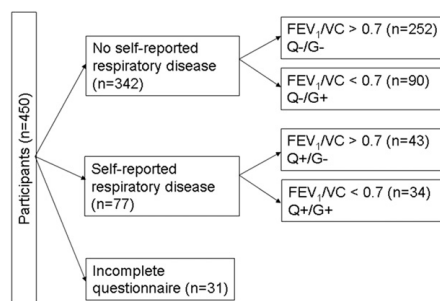 Participants (n=450)
No self-reported
respiratory disease
(n=342)
FEV₁/VC > 0.7 (n=252)
Q-/G-
FEV₁/VC < 0.7 (n=90)
Q-/G+
Self-reported
respiratory disease
(n=77)
FEV₁/VC > 0.7 (n=43)
Q+/G-
FEV₁/VC < 0.7 (n=34)
Q+/G+
Incomplete
questionnaire (n=31)